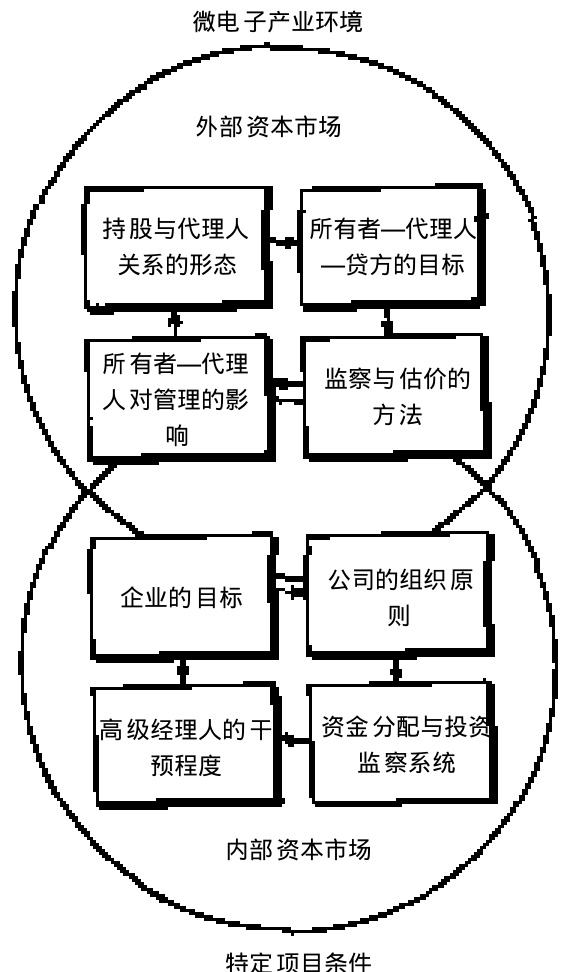 微电子产业环境
外部资本市场
持股与代理人
关系的形态
所有者—代理人
—贷方的目标
所有者—代理
人对管理的影
响
监察与估价的
方法
企业的目标
公司的组织原
则
高级经理人的干
预程度
资金分配与投资
监察系统
内部资本市场
特定项目条件